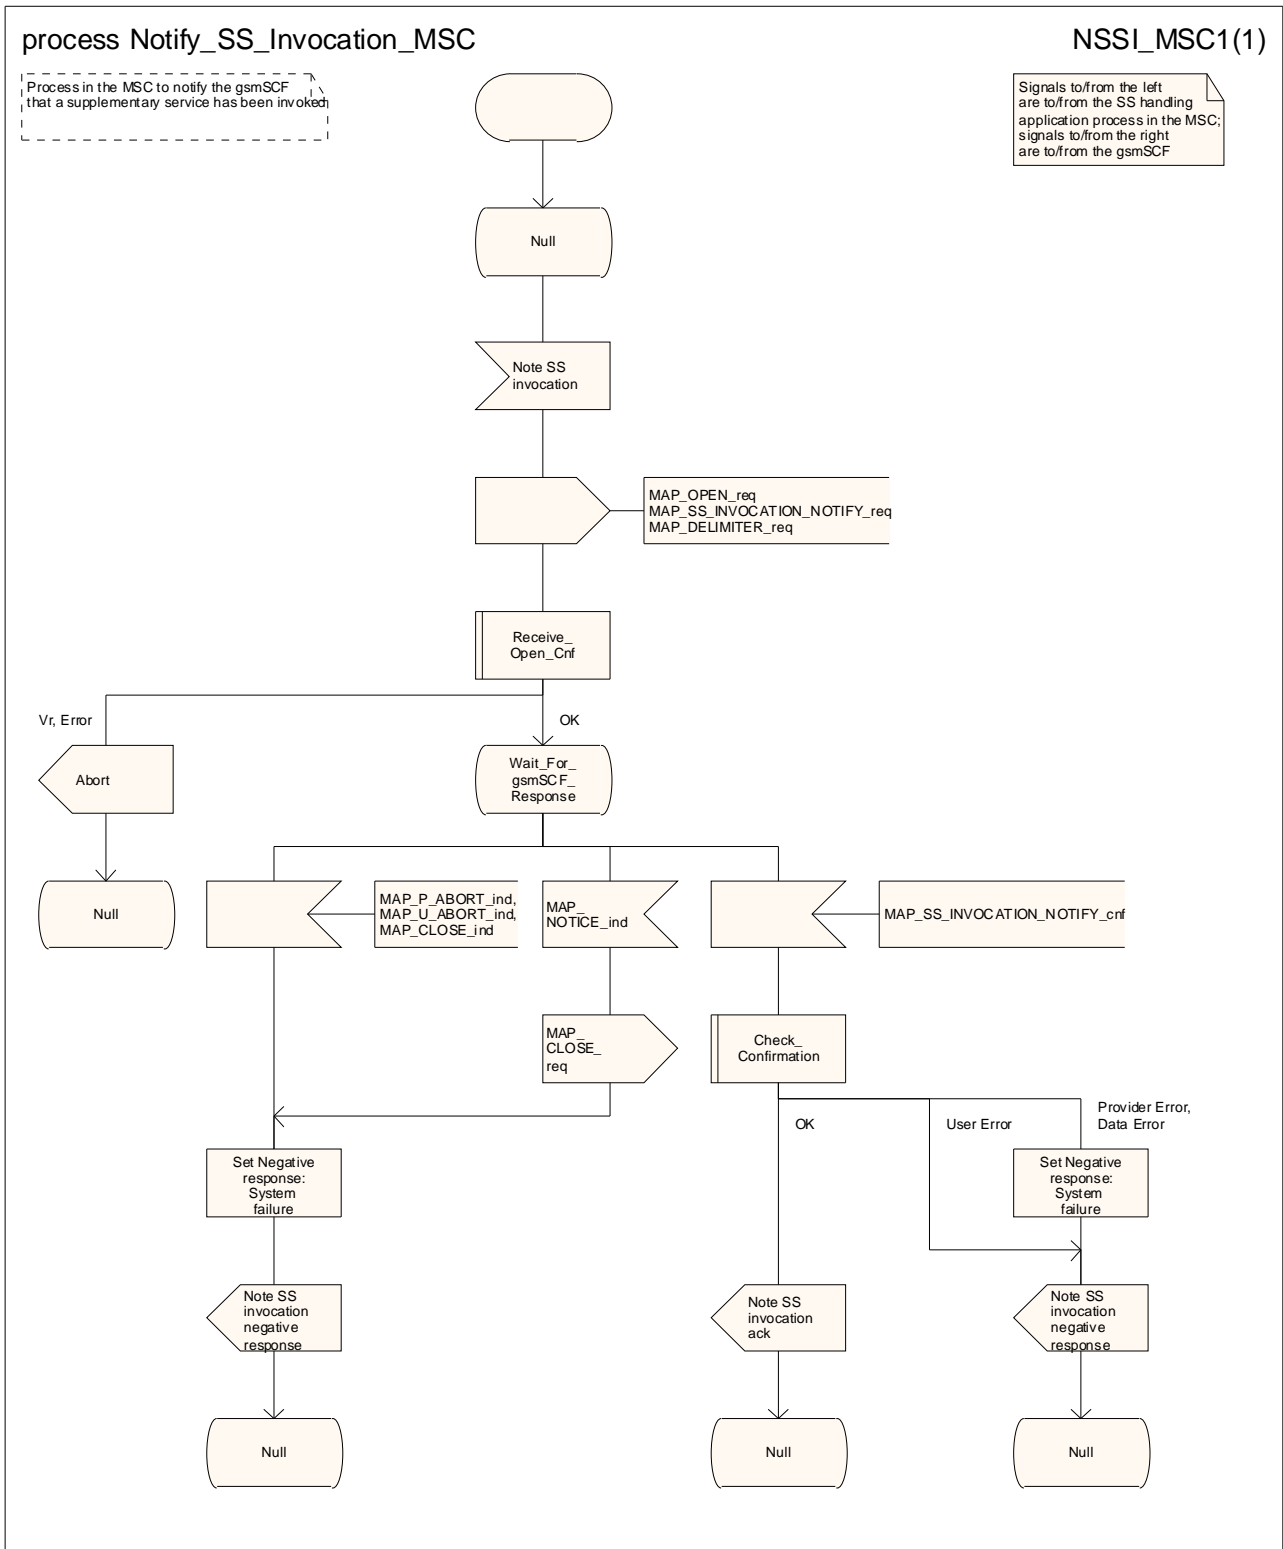 process Notify_SS_Invocation_MSC
NSSI_MSC1(1)
Process in the MSC to notify the gsmSCF
that a supplementary service has been invoked
Signals to/from the left
are to/from the SS handling
application process in the MSC;
signals to/from the right
are to/from the gsmSCF
Null
Note SS
invocation
MAP_OPEN_req
MAP_SS_INVOCATION_NOTIFY_req
MAP_DELIMITER_req
Receive_
Open_Cnf
Vr, Error
OK
Abort
Wait_For_
gsmSCF_
Response
Null
MAP_P_ABORT_ind,
MAP_U_ABORT_ind,
MAP_CLOSE_ind
MAP_
NOTICE_ind
MAP_SS_INVOCATION_NOTIFY_cnf
MAP_
CLOSE_
req
Check_
Confirmation
OK
User Error
Provider Error,
Data Error
Set Negative
response:
System
failure
Set Negative
response:
System
failure
Note SS
invocation
negative
response
Note SS
invocation
ack
Note SS
invocation
negative
response
Null
Null
Null